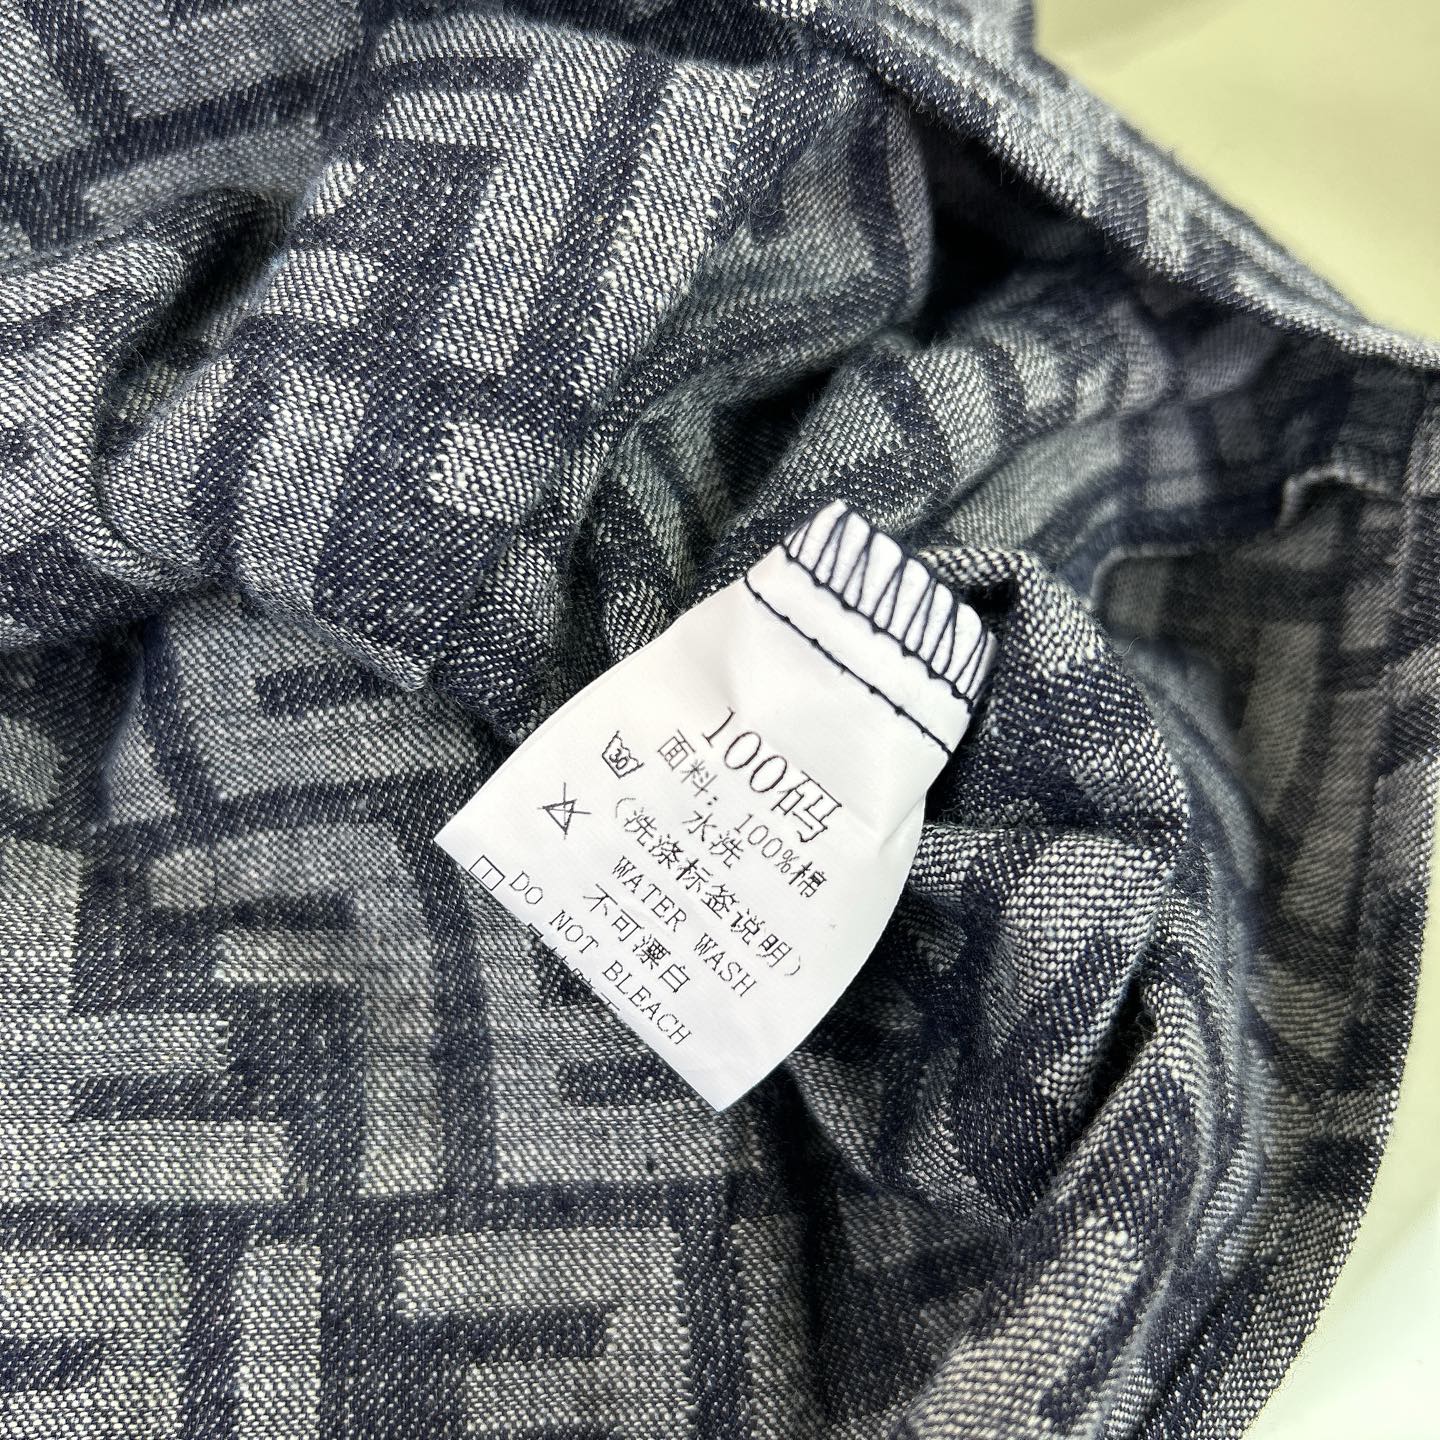 100码
面料: 100%棉
水洗
(洗涤标签说明)
30
WATER WASH
不可漂白
DO NOT BLEACH